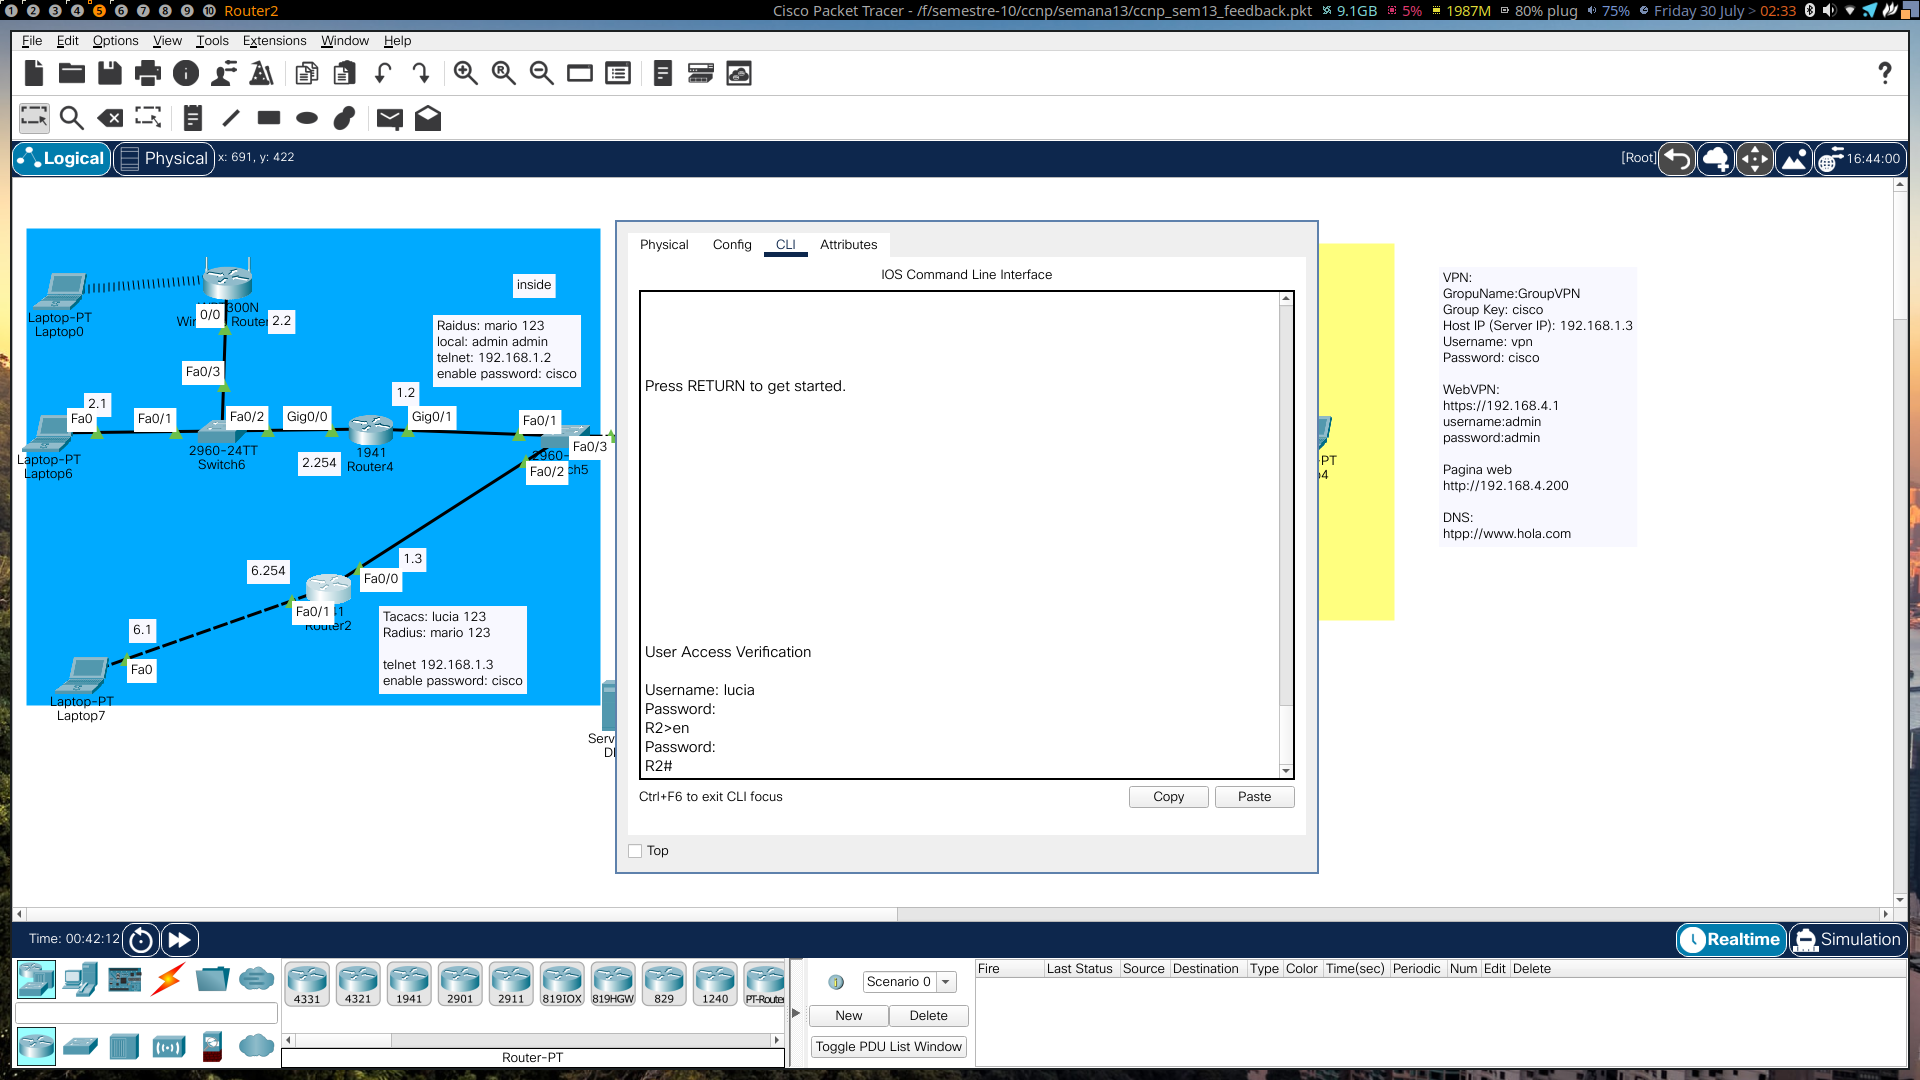 1 2 3 4 5 6 7 8 9 10 Router2
Cisco Packet Tracer - /f/semestre-10/ccnp/semana13/ccnp_sem13_feedback.pkt 9.1GB 5% 1987M 80% plug 75% Friday 30 July > 02:33
File Edit Options View Tools Extensions Window Help
Logical Physical x: 691, y: 422
[Root] 16:44:00
Laptop-PT
Laptop0
0/0
300N
Router
2.2
inside
Raidus: mario 123
local: admin admin
telnet: 192.168.1.2
enable password: cisco
Fa0/3
2.1
Fa0
Fa0/1
Fa0/2
Gig0/0
1.2
Gig0/1
Fa0/1
Fa0/3
Fa0/2
Laptop-PT
Laptop6
2960-24TT
Switch6
2.254
1941
Router4
2960-
ch5
6.254
1.3
Fa0/0
Fa0/1
Router2
6.1
Fa0
Laptop-PT
Laptop7
Tacacs: lucia 123
Radius: mario 123
telnet 192.168.1.3
enable password: cisco
Serv
Physical Config CLI Attributes
IOS Command Line Interface
Press RETURN to get started.
User Access Verification
Username: lucia
Password:
R2>en
Password:
R2#
Ctrl+F6 to exit CLI focus
Copy Paste
Top
-PT
VPN:
GropuName:GroupVPN
Group Key: cisco
Host IP (Server IP): 192.168.1.3
Username: vpn
Password: cisco
WebVPN:
https://192.168.4.1
username:admin
password:admin
Pagina web
http://192.168.4.200
DNS:
htpp://www.hola.com
Time: 00:42:12
Realtime Simulation
4331 4321 1941 2901 2911 819IOX 819HGW 829 1240 PT-Router
Router-PT
Scenario 0
New Delete
Toggle PDU List Window
Fire Last Status Source Destination Type Color Time(sec) Periodic Num Edit Delete